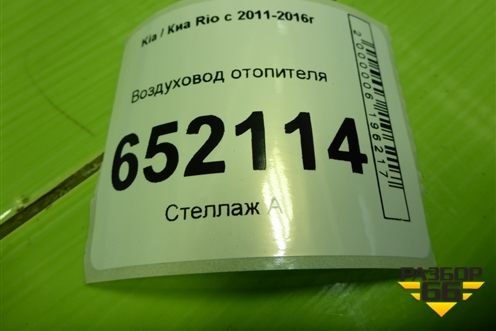 Kia / Киа Rio с 2011-2016г
Воздуховод отопителя
652114
Стеллаж А
2000006196217
РАЗБОР
66